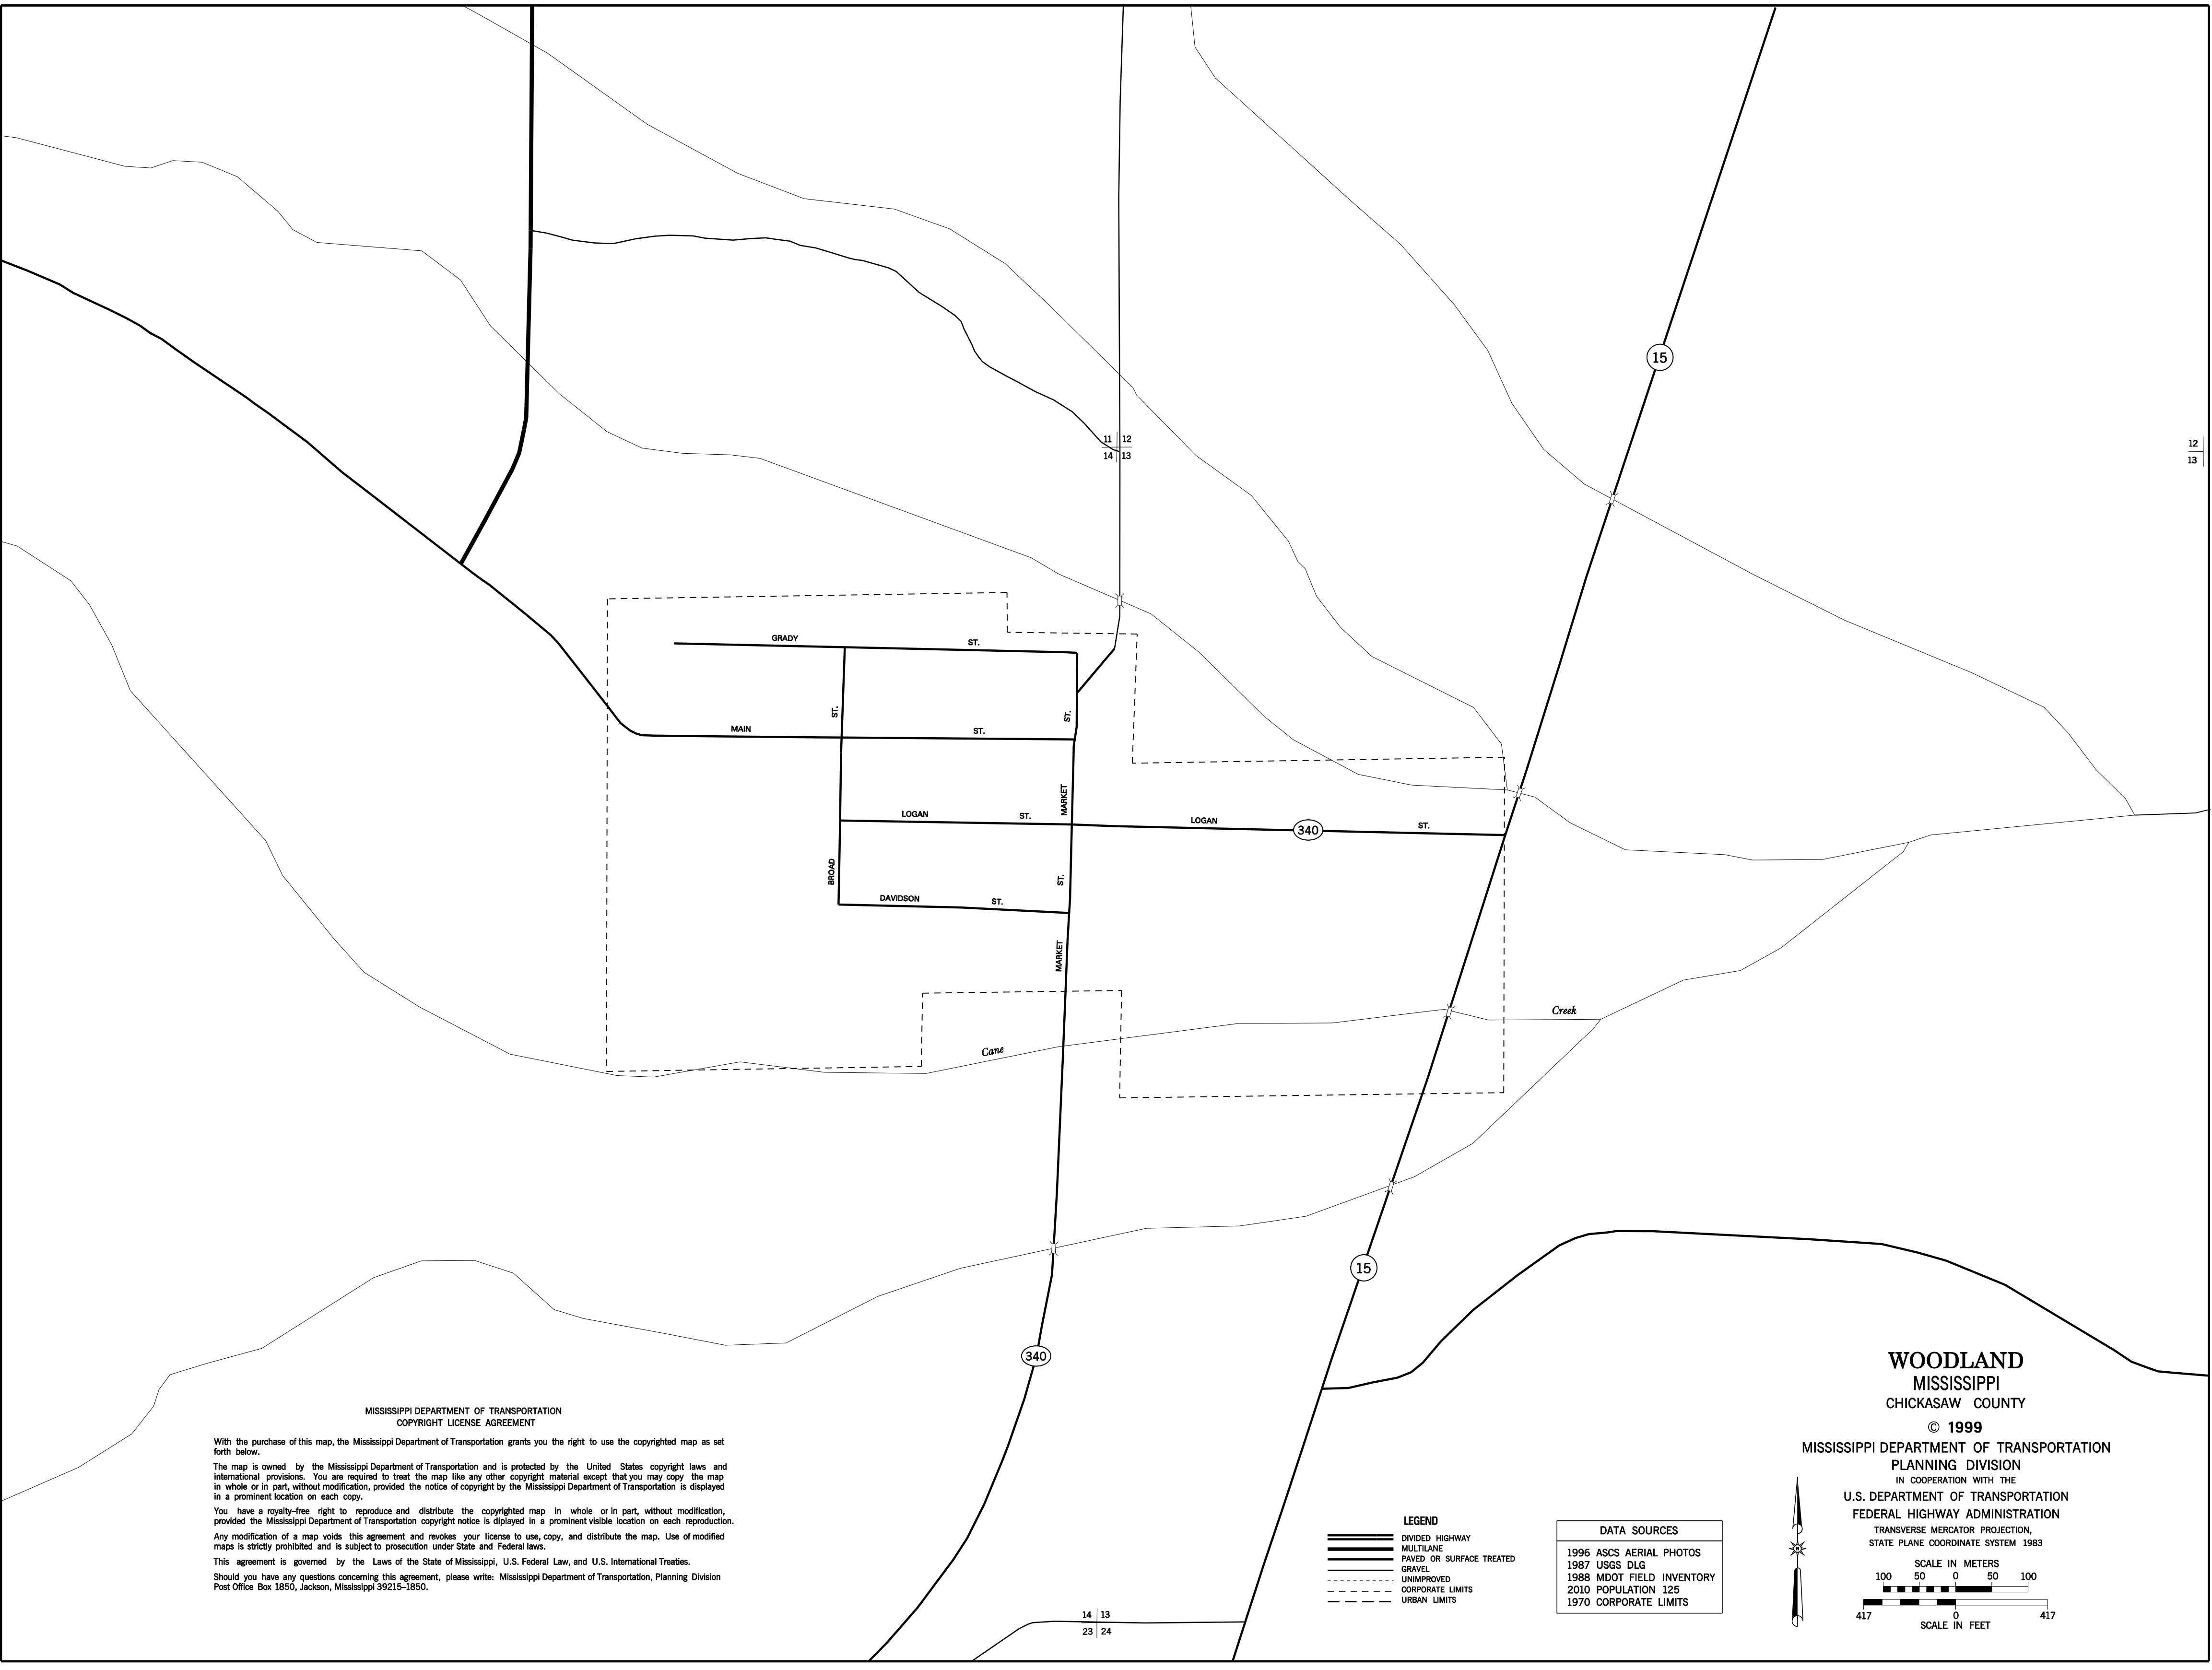 15
11 12
14 13
12
13
GRADY ST.
ST.
ST.
MAIN ST.
MARKET
LOGAN ST.
LOGAN 340 ST.
BROAD
ST.
DAVIDSON ST.
MARKET
Creek
Cane
15
340
WOODLAND
MISSISSIPPI
CHICKASAW COUNTY
© 1999
MISSISSIPPI DEPARTMENT OF TRANSPORTATION
PLANNING DIVISION
IN COOPERATION WITH THE
U.S. DEPARTMENT OF TRANSPORTATION
FEDERAL HIGHWAY ADMINISTRATION
TRANSVERSE MERCATOR PROJECTION,
STATE PLANE COORDINATE SYSTEM 1983
SCALE IN METERS
100 50 0 50 100
417 0 417
SCALE IN FEET
MISSISSIPPI DEPARTMENT OF TRANSPORTATION
COPYRIGHT LICENSE AGREEMENT
With the purchase of this map, the Mississippi Department of Transportation grants you the right to use the copyrighted map as set
forth below.
The map is owned by the Mississippi Department of Transportation and is protected by the United States copyright laws and
international provisions. You are required to treat the map like any other copyright material except that you may copy the map
in whole or in part, without modification, provided the notice of copyright by the Mississippi Department of Transportation is displayed
in a prominent location on each copy.
You have a royalty-free right to reproduce and distribute the copyrighted map in whole or in part, without modification,
provided the Mississippi Department of Transportation copyright notice is diplayed in a prominent visible location on each reproduction.
Any modification of a map voids this agreement and revokes your license to use, copy, and distribute the map. Use of modified
maps is strictly prohibited and is subject to prosecution under State and Federal laws.
This agreement is governed by the Laws of the State of Mississippi, U.S. Federal Law, and U.S. International Treaties.
Should you have any questions concerning this agreement, please write: Mississippi Department of Transportation, Planning Division
Post Office Box 1850, Jackson, Mississippi 39215-1850.
LEGEND
DIVIDED HIGHWAY
MULTILANE
PAVED OR SURFACE TREATED
GRAVEL
UNIMPROVED
CORPORATE LIMITS
URBAN LIMITS
DATA SOURCES
1996 ASCS AERIAL PHOTOS
1987 USGS DLG
1988 MDOT FIELD INVENTORY
2010 POPULATION 125
1970 CORPORATE LIMITS
14 13
23 24